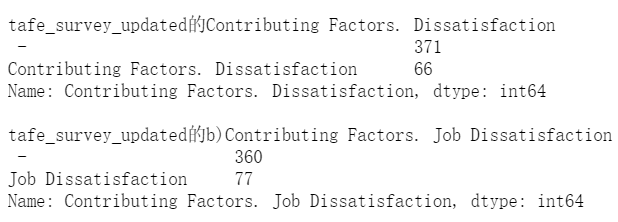 tafe_survey_updated的Contributing Factors. Dissatisfaction
- 371
Contributing Factors. Dissatisfaction 66
Name: Contributing Factors. Dissatisfaction, dtype: int64
tafe_survey_updated的b)Contributing Factors. Job Dissatisfaction
- 360
Job Dissatisfaction 77
Name: Contributing Factors. Job Dissatisfaction, dtype: int64